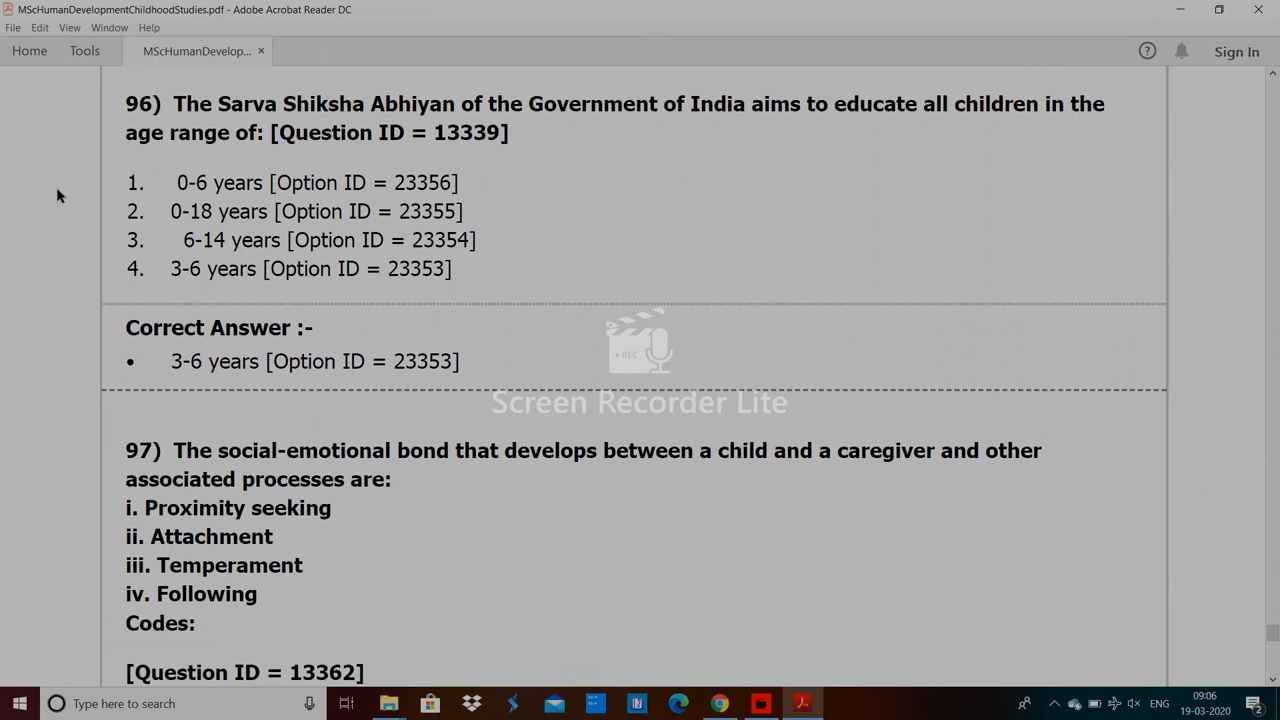 MScHumanDevelopmentChildhoodStudies.pdf - Adobe Acrobat Reader DC
File Edit View Window Help
Home Tools MScHumanDevelop... × Sign In
96) The Sarva Shiksha Abhiyan of the Government of India aims to educate all children in the
age range of: [Question ID = 13339]
1. 0-6 years [Option ID = 23356]
2. 0-18 years [Option ID = 23355]
3. 6-14 years [Option ID = 23354]
4. 3-6 years [Option ID = 23353]
Correct Answer :-
• 3-6 years [Option ID = 23353]
• REC
Screen Recorder Lite
97) The social-emotional bond that develops between a child and a caregiver and other
associated processes are:
i. Proximity seeking
ii. Attachment
iii. Temperament
iv. Following
Codes:
[Question ID = 13362]
Type here to search
ENG
09:06
19-03-2020
2